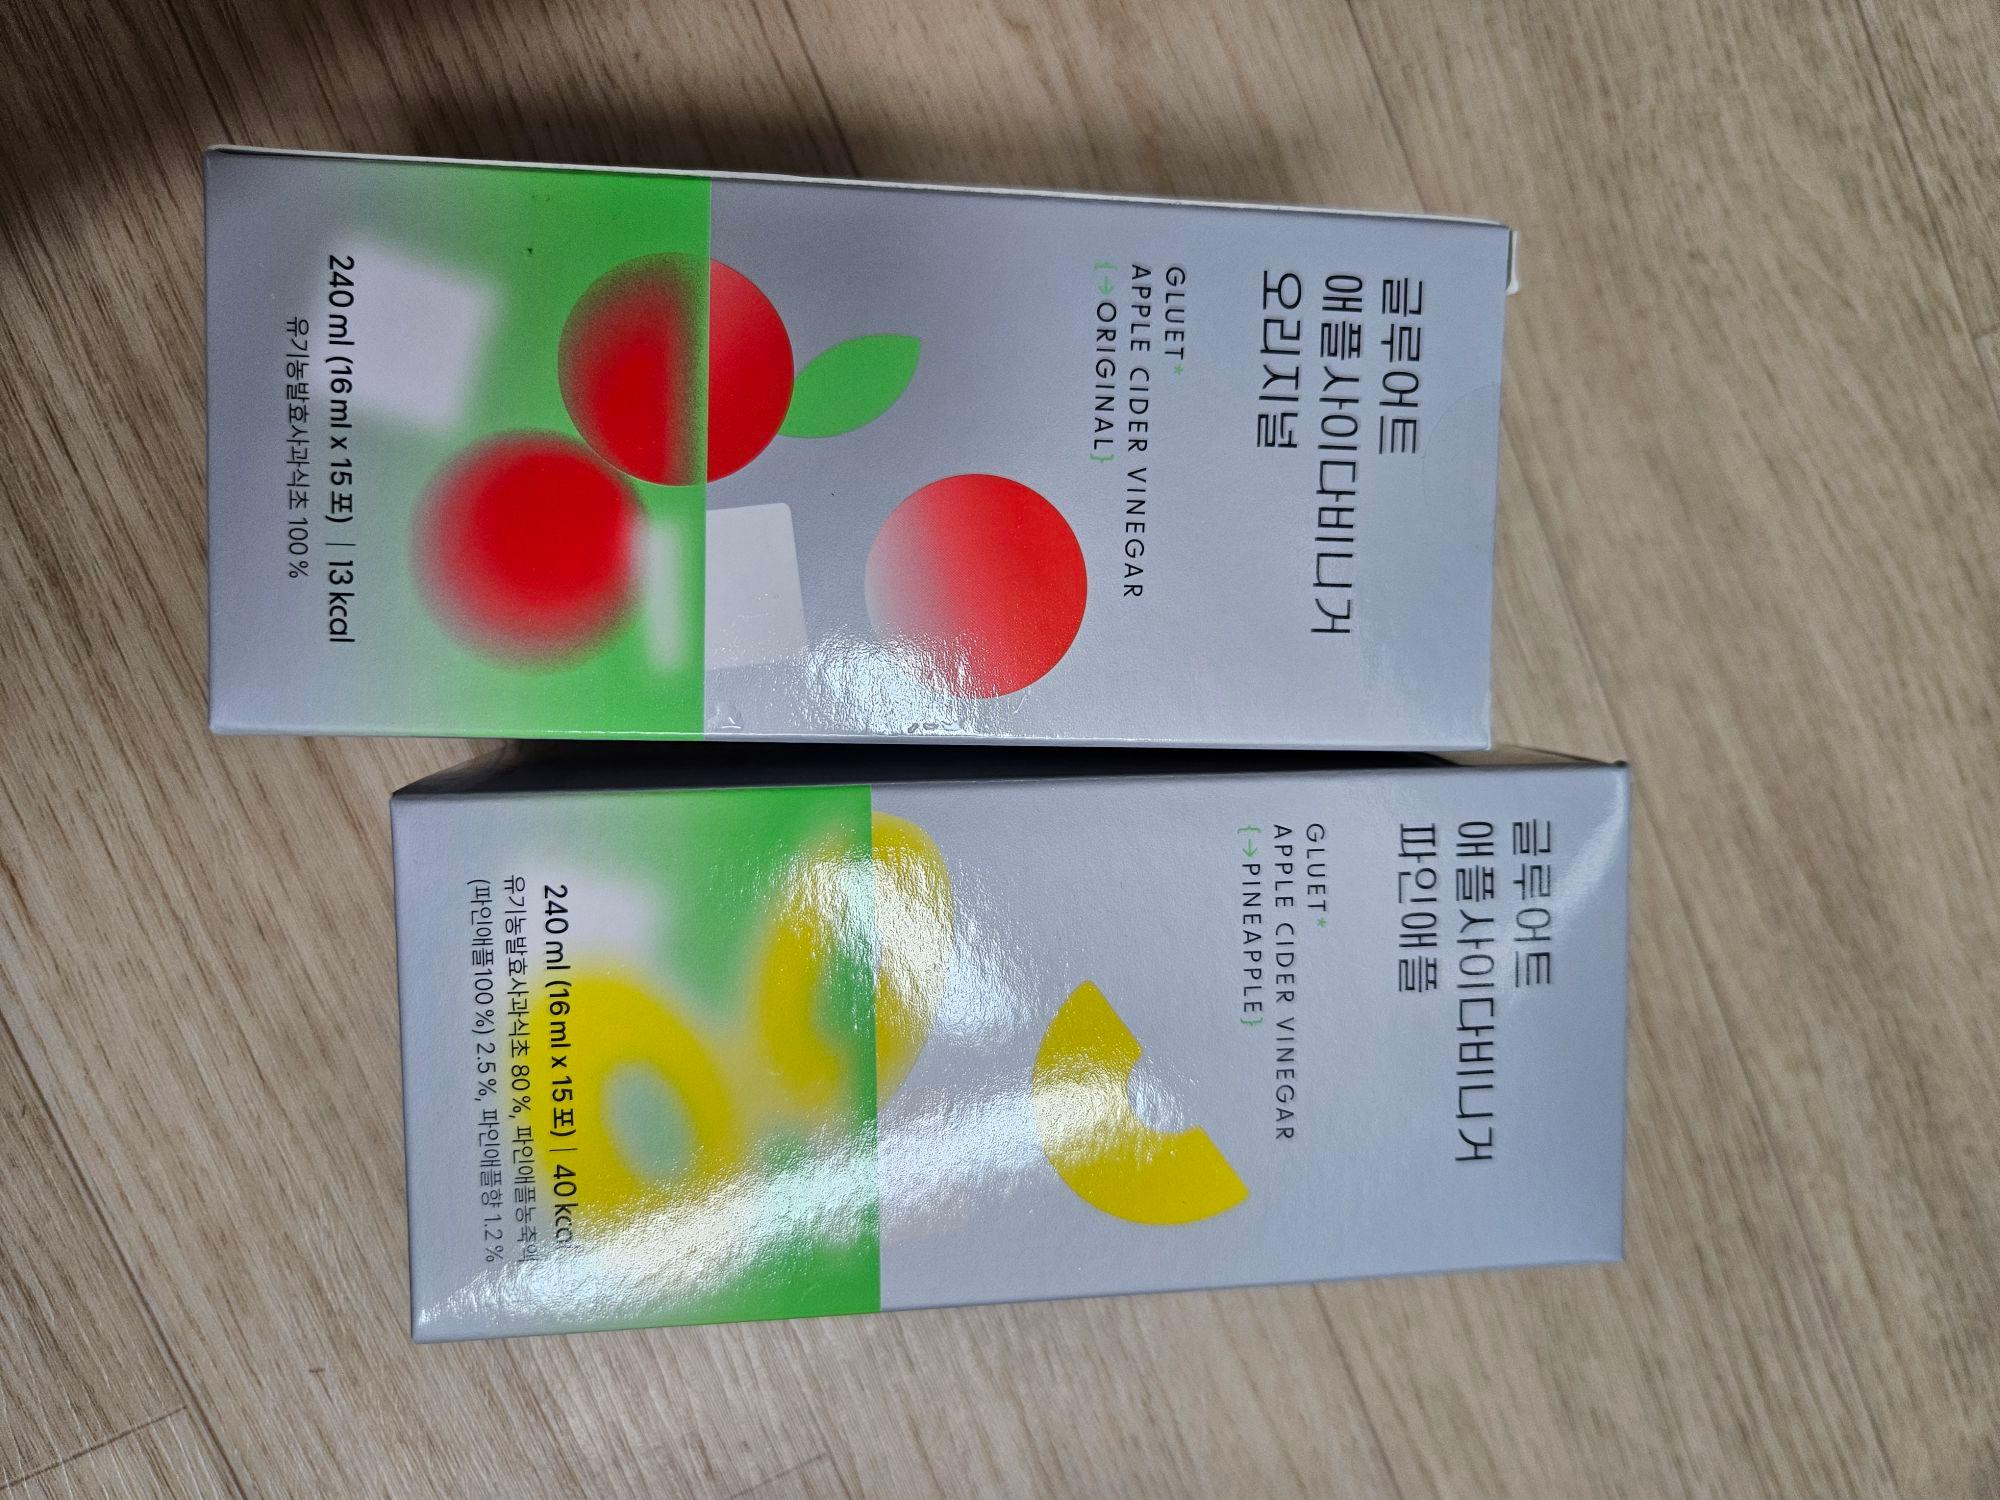 글루어트
애플사이다비니거
오리지널
GLUET*
APPLE CIDER VINEGAR
{→ORIGINAL}
240 ml (16 ml x 15 포) | 13 kcal
유기농발효사과식초 100 %
글루어트
애플사이다비니거
파인애플
GLUET*
APPLE CIDER VINEGAR
{→PINEAPPLE}
240 ml (16 ml x 15 포) | 40 kcal
유기농발효사과식초 80 %, 파인애플농축액
(파인애플100 %) 2.5 %, 파인애플향 1.2 %